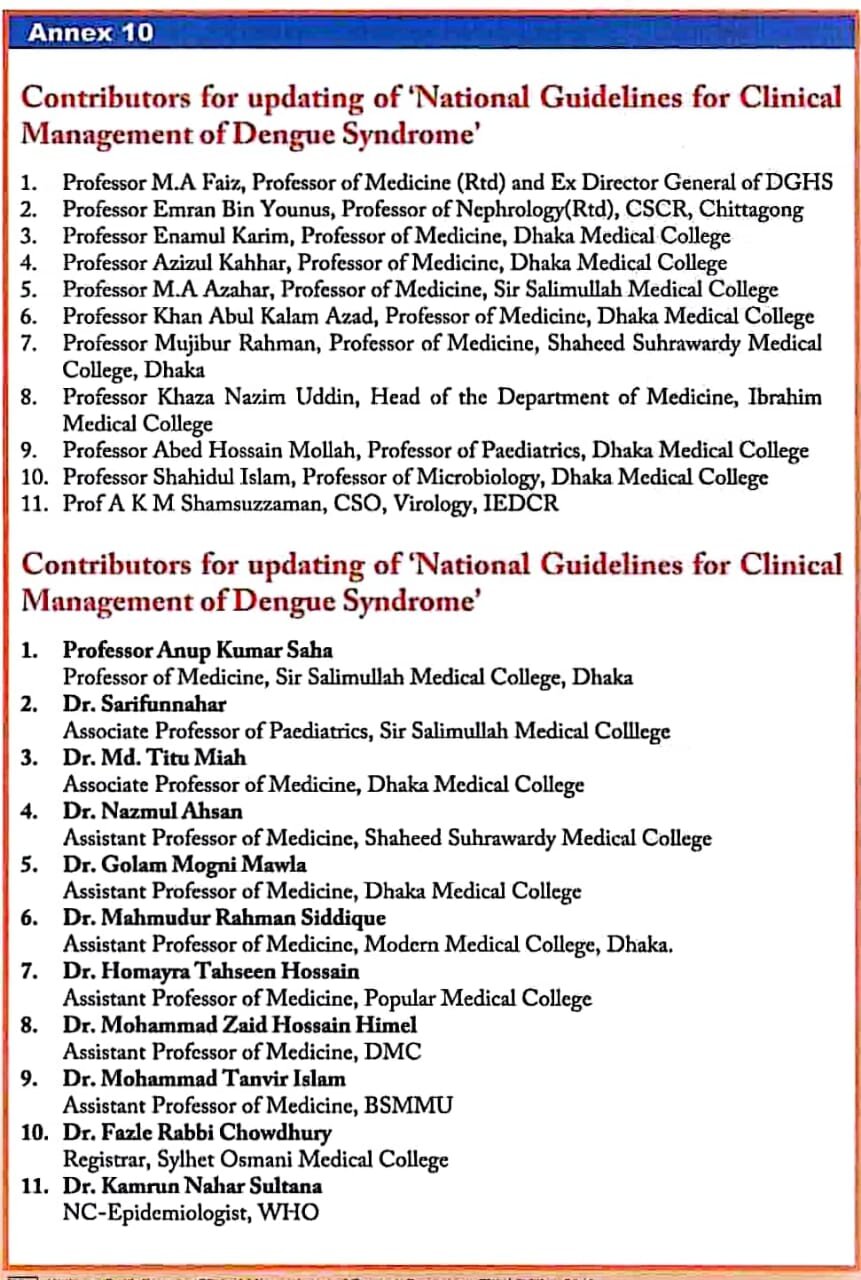 Annex 10
Contributors for updating of ‘National Guidelines for Clinical
Management of Dengue Syndrome’
1. Professor M.A Faiz, Professor of Medicine (Rtd) and Ex Director General of DGHS
2. Professor Emran Bin Younus, Professor of Nephrology(Rtd), CSCR, Chittagong
3. Professor Enamul Karim, Professor of Medicine, Dhaka Medical College
4. Professor Azizul Kahhar, Professor of Medicine, Dhaka Medical College
5. Professor M.A Azahar, Professor of Medicine, Sir Salimullah Medical College
6. Professor Khan Abul Kalam Azad, Professor of Medicine, Dhaka Medical College
7. Professor Mujibur Rahman, Professor of Medicine, Shaheed Suhrawardy Medical
College, Dhaka
8. Professor Khaza Nazim Uddin, Head of the Department of Medicine, Ibrahim
Medical College
9. Professor Abed Hossain Mollah, Professor of Paediatrics, Dhaka Medical College
10. Professor Shahidul Islam, Professor of Microbiology, Dhaka Medical College
11. Prof A K M Shamsuzzaman, CSO, Virology, IEDCR
Contributors for updating of ‘National Guidelines for Clinical
Management of Dengue Syndrome’
1. Professor Anup Kumar Saha
Professor of Medicine, Sir Salimullah Medical College, Dhaka
2. Dr. Sarifunnahar
Associate Professor of Paediatrics, Sir Salimullah Medical Colllege
3. Dr. Md. Titu Miah
Associate Professor of Medicine, Dhaka Medical College
4. Dr. Nazmul Ahsan
Assistant Professor of Medicine, Shaheed Suhrawardy Medical College
5. Dr. Golam Mogni Mawla
Assistant Professor of Medicine, Dhaka Medical College
6. Dr. Mahmudur Rahman Siddique
Assistant Professor of Medicine, Modern Medical College, Dhaka.
7. Dr. Homayra Tahseen Hossain
Assistant Professor of Medicine, Popular Medical College
8. Dr. Mohammad Zaid Hossain Himel
Assistant Professor of Medicine, DMC
9. Dr. Mohammad Tanvir Islam
Assistant Professor of Medicine, BSMMU
10. Dr. Fazle Rabbi Chowdhury
Registrar, Sylhet Osmani Medical College
11. Dr. Kamrun Nahar Sultana
NC-Epidemiologist, WHO